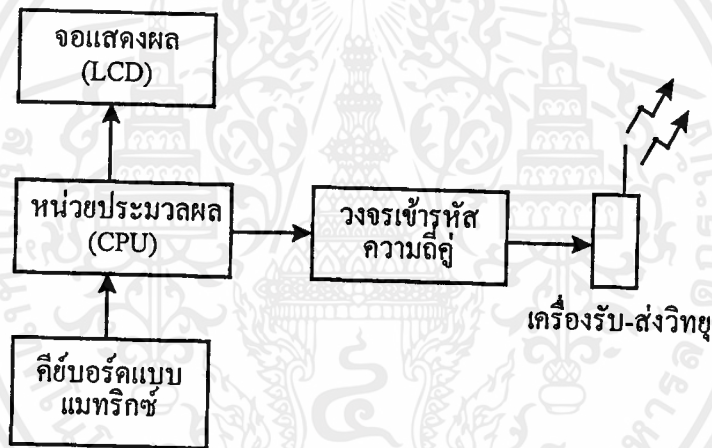 จอแสดงผล
(LCD)
หน่วยประมวลผล
(CPU)
วงจรเข้ารหัส
ความถี่คู่
เครื่องรับ-ส่งวิทยุ
คีย์บอร์ดแบบ
แมทริกซ์